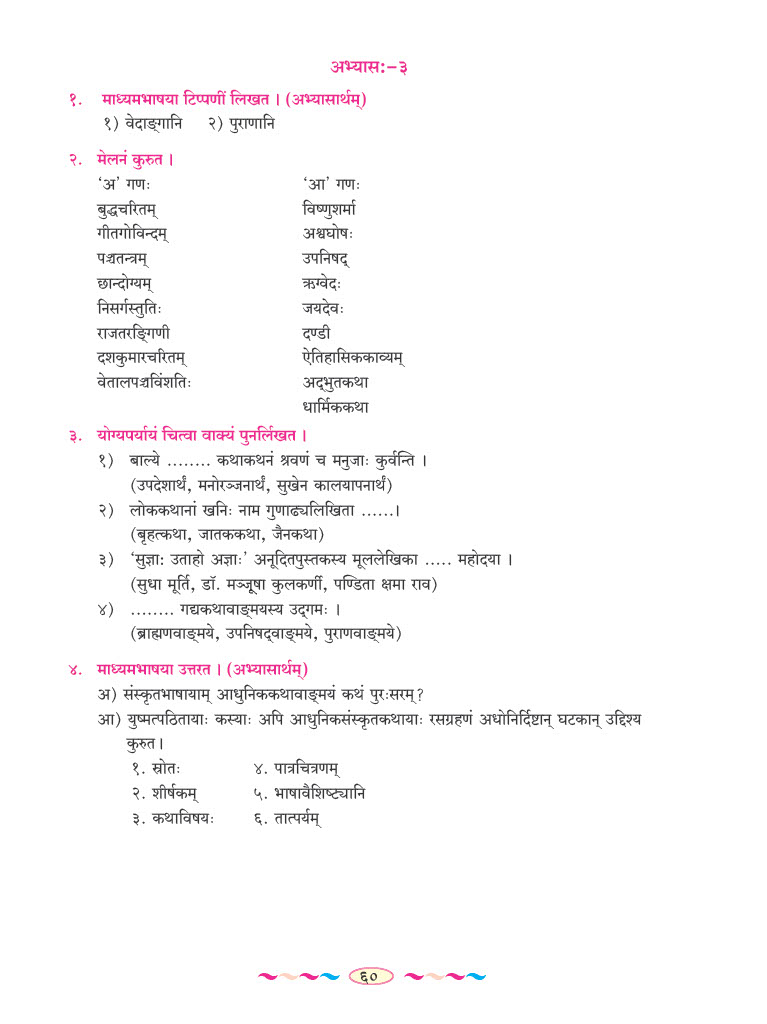 अभ्यासः–३
१. माध्यमभाषया टिप्पणीं लिखत । (अभ्यासार्थम्)
१) वेदाङ्गानि २) पुराणानि
२. मेलनं कुरुत ।
‘अ’ गणः ‘आ’ गणः
बुद्धचरितम् विष्णुशर्मा
गीतगोविन्दम् अश्वघोषः
पञ्चतन्त्रम् उपनिषद्
छान्दोग्यम् ऋग्वेदः
निसर्गस्तुतिः जयदेवः
राजतरङ्गिणी दण्डी
दशकुमारचरितम् ऐतिहासिककाव्यम्
वेतालपञ्चविंशतिः अद्भुतकथा
धार्मिककथा
३. योग्यपर्यायं चित्वा वाक्यं पुनर्लिखत ।
१) बाल्ये ........ कथाकथनं श्रवणं च मनुजाः कुर्वन्ति ।
(उपदेशार्थं, मनोरञ्जनार्थं, सुखेन कालयापनार्थं)
२) लोककथानां खनिः नाम गुणाढ्यलिखिता ......।
(बृहत्कथा, जातककथा, जैनकथा)
३) ‘सुज्ञाः उताहो अज्ञाः’ अनूदितपुस्तकस्य मूललेखिका ..... महोदया ।
(सुधा मूर्ति, डॉ. मञ्जूषा कुलकर्णी, पण्डिता क्षमा राव)
४) ........ गद्यकथावाङ्मयस्य उद्गमः ।
(ब्राह्मणवाङ्मये, उपनिषद्वाङ्मये, पुराणवाङ्मये)
४. माध्यमभाषया उत्तरत । (अभ्यासार्थम्)
अ) संस्कृतभाषायाम् आधुनिककथावाङ्मयं कथं पुरःसरम्?
आ) युष्मत्पठितायाः कस्याः अपि आधुनिकसंस्कृतकथायाः रसग्रहणं अधोनिर्दिष्टान् घटकान् उद्दिश्य
कुरुत।
१. स्रोतः ४. पात्रचित्रणम्
२. शीर्षकम् ५. भाषावैशिष्ट्यानि
३. कथाविषयः ६. तात्पर्यम्
६०